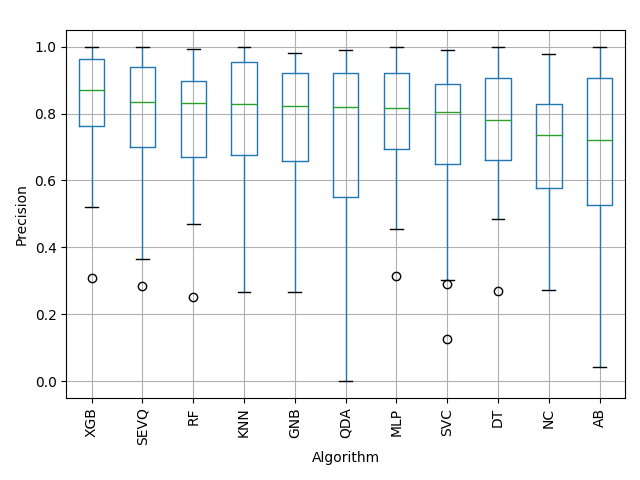 1.0
0.8
0.6
0.4
0.2
0.0
Precision
XGB
SEVQ
RF
KNN
GNB
QDA
MLP
SVC
DT
NC
AB
Algorithm